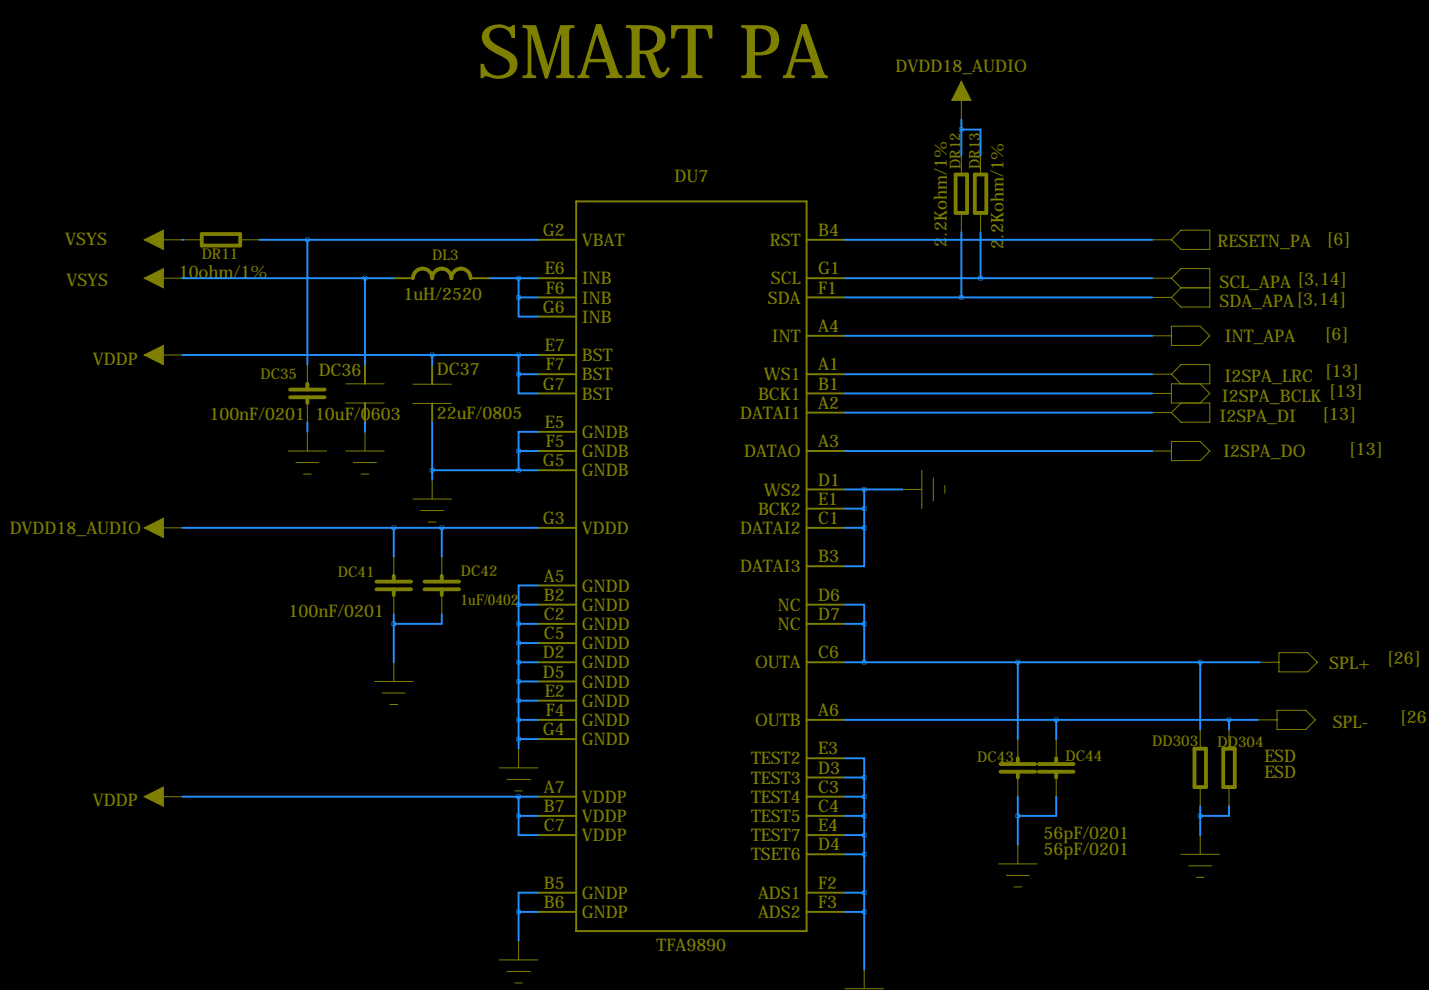 SMART PA
DVDD18_AUDIO
DR12
DR13
2.2Kohm/1%
2.2Kohm/1%
DU7
VSYS
DR11
10ohm/1%
G2
VBAT
VSYS
DL3
1uH/2520
E6
INB
F6
INB
G6
INB
VDDP
E7
BST
F7
BST
G7
BST
DC35
100nF/0201
DC36
10uF/0603
DC37
22uF/0805
E5
GNDB
F5
GNDB
G5
GNDB
DVDD18_AUDIO
G3
VDDD
DC41
100nF/0201
DC42
1uF/0402
A5
GNDD
B2
GNDD
C2
GNDD
C5
GNDD
D2
GNDD
D5
GNDD
E2
GNDD
F4
GNDD
G4
GNDD
VDDP
A7
VDDP
B7
VDDP
C7
VDDP
B5
GNDP
B6
GNDP
RST
B4
RESETN_PA [6]
SCL
G1
SCL_APA [3,14]
SDA
F1
SDA_APA [3,14]
INT
A4
INT_APA [6]
WS1
A1
I2SPA_LRC [13]
BCK1
B1
I2SPA_BCLK [13]
DATAI1
A2
I2SPA_DI [13]
DATAO
A3
I2SPA_DO [13]
WS2
D1
BCK2
E1
DATAI2
C1
DATAI3
B3
NC
D6
NC
D7
OUTA
C6
SPL+ [26]
OUTB
A6
SPL- [26
DC43
DC44
56pF/0201
56pF/0201
DD303
DD304
ESD
ESD
TEST2
E3
TEST3
D3
TEST4
C3
TEST5
C4
TEST7
E4
TSET6
D4
ADS1
F2
ADS2
F3
TFA9890